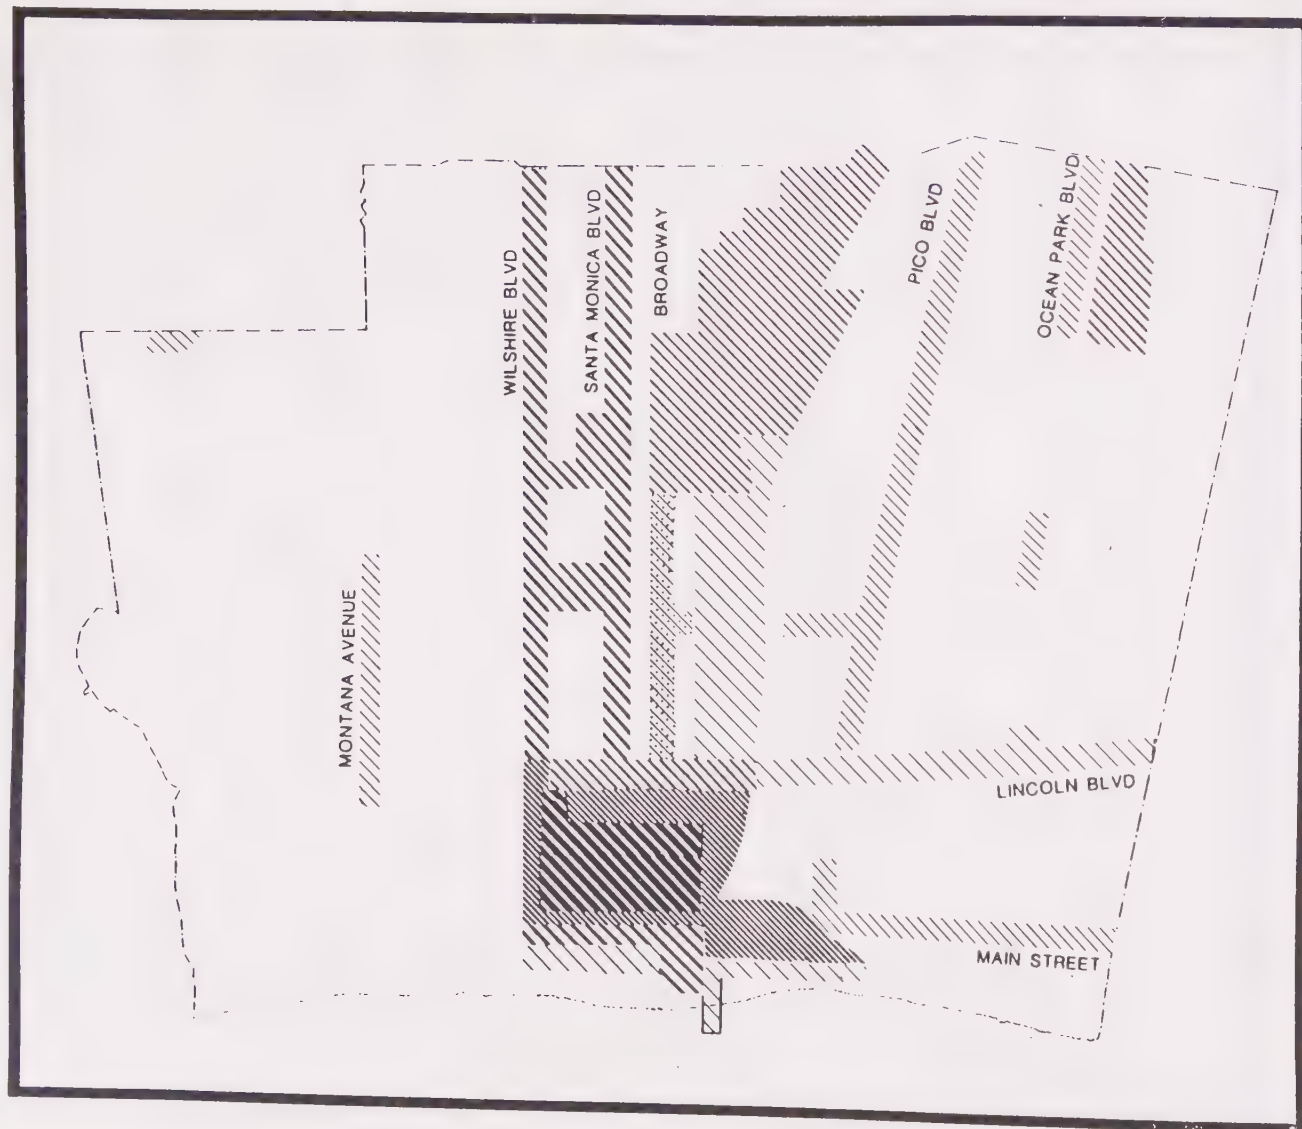 WILSHIRE BLVD
SANTA MONICA BLVD
BROADWAY
PICO BLVD
OCEAN PARK BLVD
MONTANA AVENUE
LINCOLN BLVD
MAIN STREET